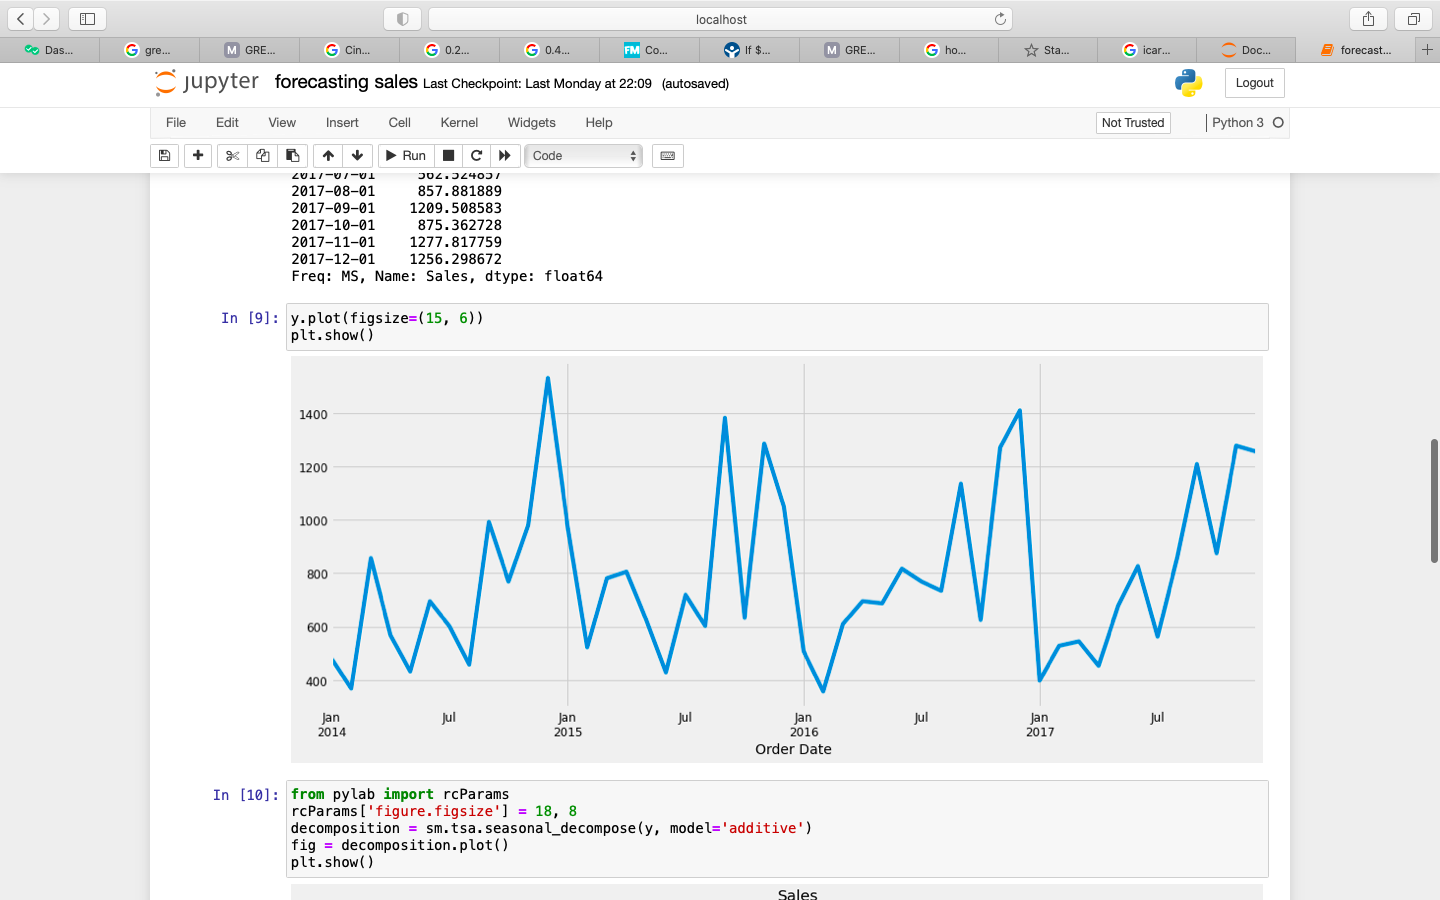 localhost
Das...
gre...
M GRE...
Cin...
0.2...
0.4...
FM Co...
If $...
M GRE...
ho...
Sta...
icar...
Doc...
forecast...
jupyter forecasting sales Last Checkpoint: Last Monday at 22:09 (autosaved)
Logout
File Edit View Insert Cell Kernel Widgets Help
Not Trusted
Python 3
Run
Code
2017-07-01 562.524857
2017-08-01 857.881889
2017-09-01 1209.508583
2017-10-01 875.362728
2017-11-01 1277.817759
2017-12-01 1256.298672
Freq: MS, Name: Sales, dtype: float64
In [9]:
y.plot(figsize=(15, 6))
plt.show()
1400
1200
1000
800
600
400
Jan Jul Jan Jul Jan Jul Jan Jul
2014 2015 2016 2017
Order Date
In [10]:
from pylab import rcParams
rcParams['figure.figsize'] = 18, 8
decomposition = sm.tsa.seasonal_decompose(y, model='additive')
fig = decomposition.plot()
plt.show()
Sales